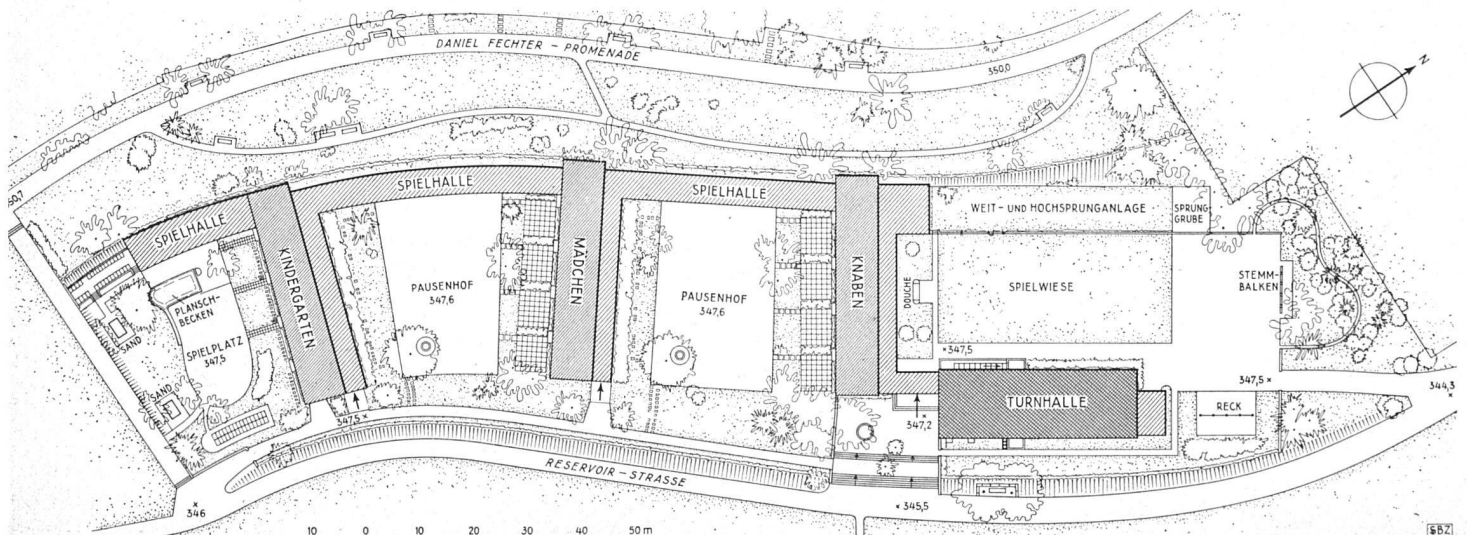 DANIEL FECHTER - PROMENADE
350,0
N
SPIELHALLE
SPIELHALLE
SPIELHALLE
WEIT- UND HOCHSPRUNGANLAGE
SPRUNG
GRUBE
KINDERGARTEN
MÄDCHEN
KNABEN
PLANSCH-
BECKEN
SPIELPLATZ
347,5
SAND
SAND
PAUSENHOF
347,6
PAUSENHOF
347,6
DOUCHE
SPIELWIESE
STEMM-
BALKEN
×347,5
347,5 ×
344,3
×
347,5 ×
×
347,2
TURNHALLE
RECK
RESERVOIR-STRASSE
×
346
× 345,5
10 0 10 20 30 40 50 m
SBZ